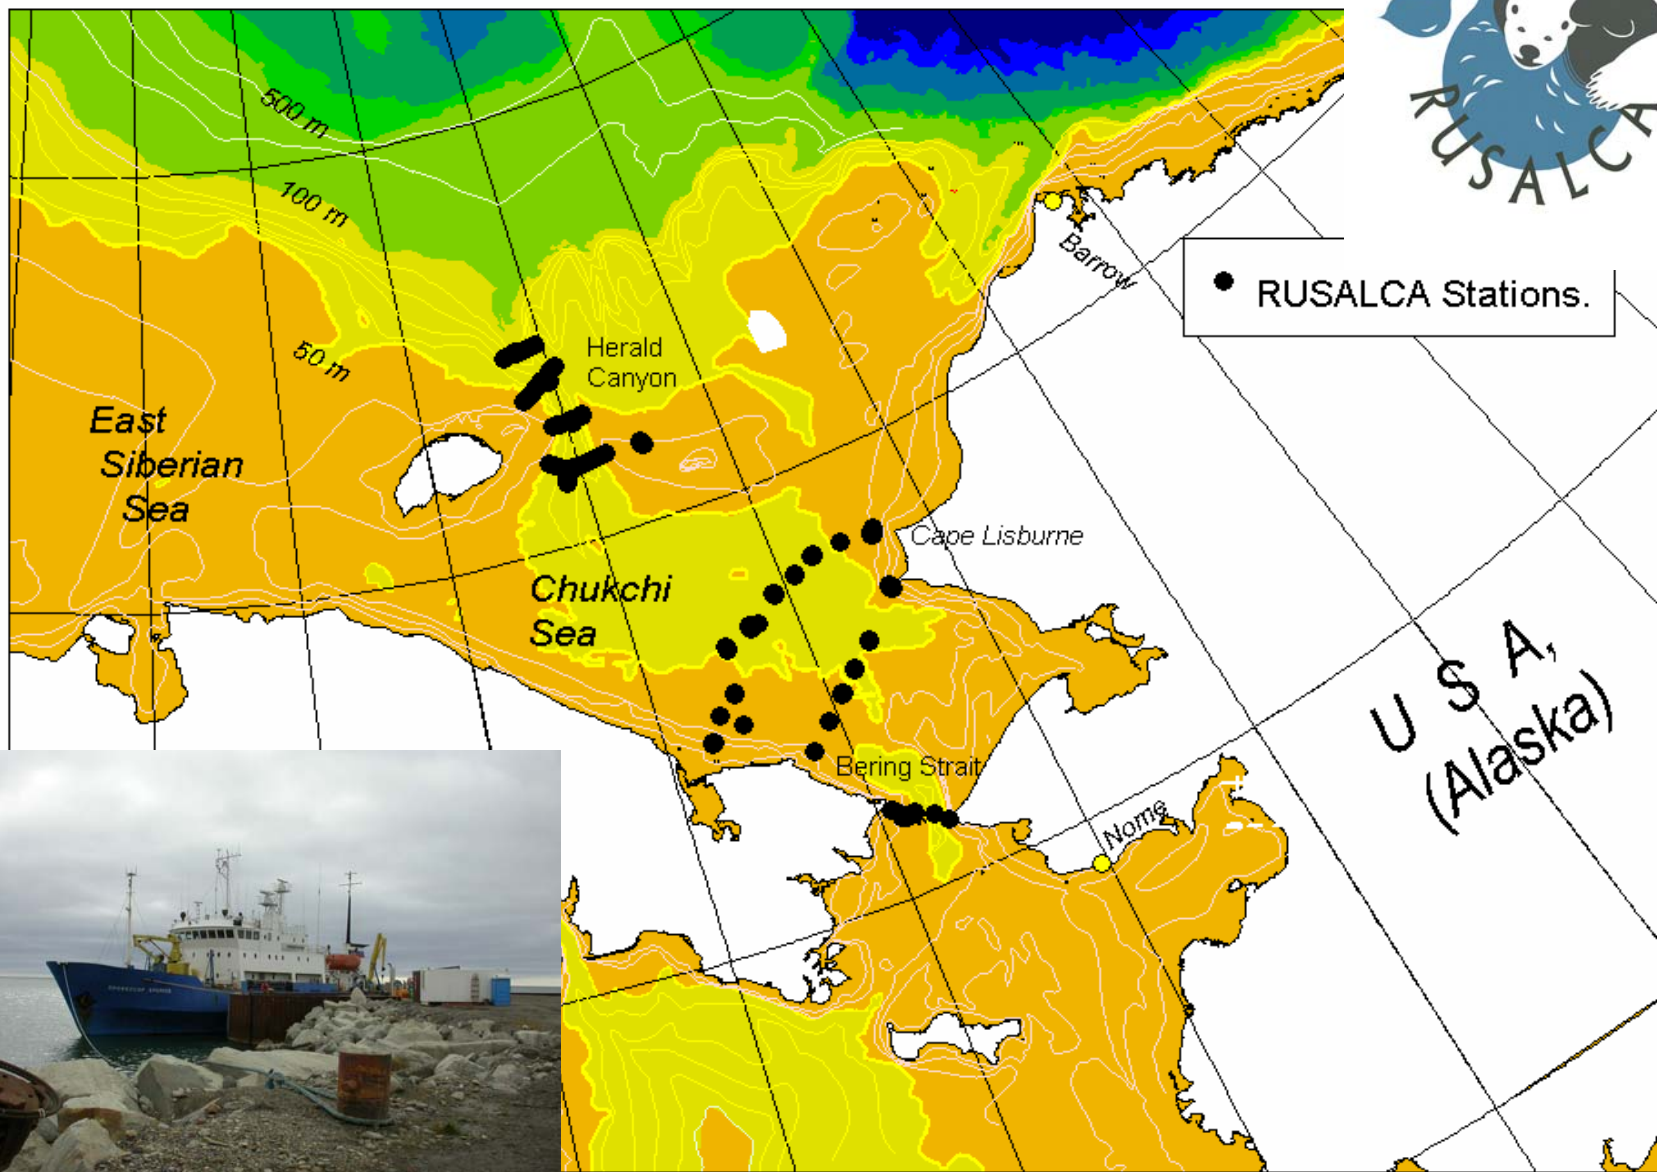 500 m
100 m
50 m
RUSALCA
Barrow
RUSALCA Stations.
Herald
Canyon
East
Siberian
Sea
Cape Lisburne
Chukchi
Sea
U S A,
(Alaska)
Bering Strait
Nome